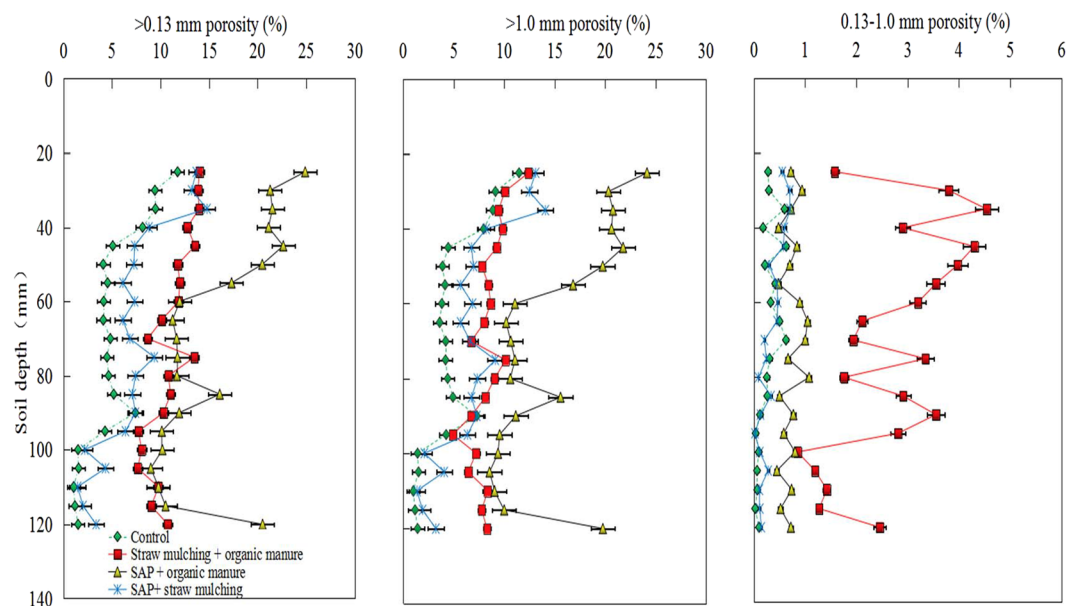 >0.13 mm porosity (%)
0 5 10 15 20 25 30
>1.0 mm porosity (%)
0 5 10 15 20 25 30
0.13-1.0 mm porosity (%)
0 1 2 3 4 5 6
Soil depth（mm）
0
20
40
60
80
100
120
140
Control
Straw mulching + organic manure
SAP + organic manure
SAP+ straw mulching